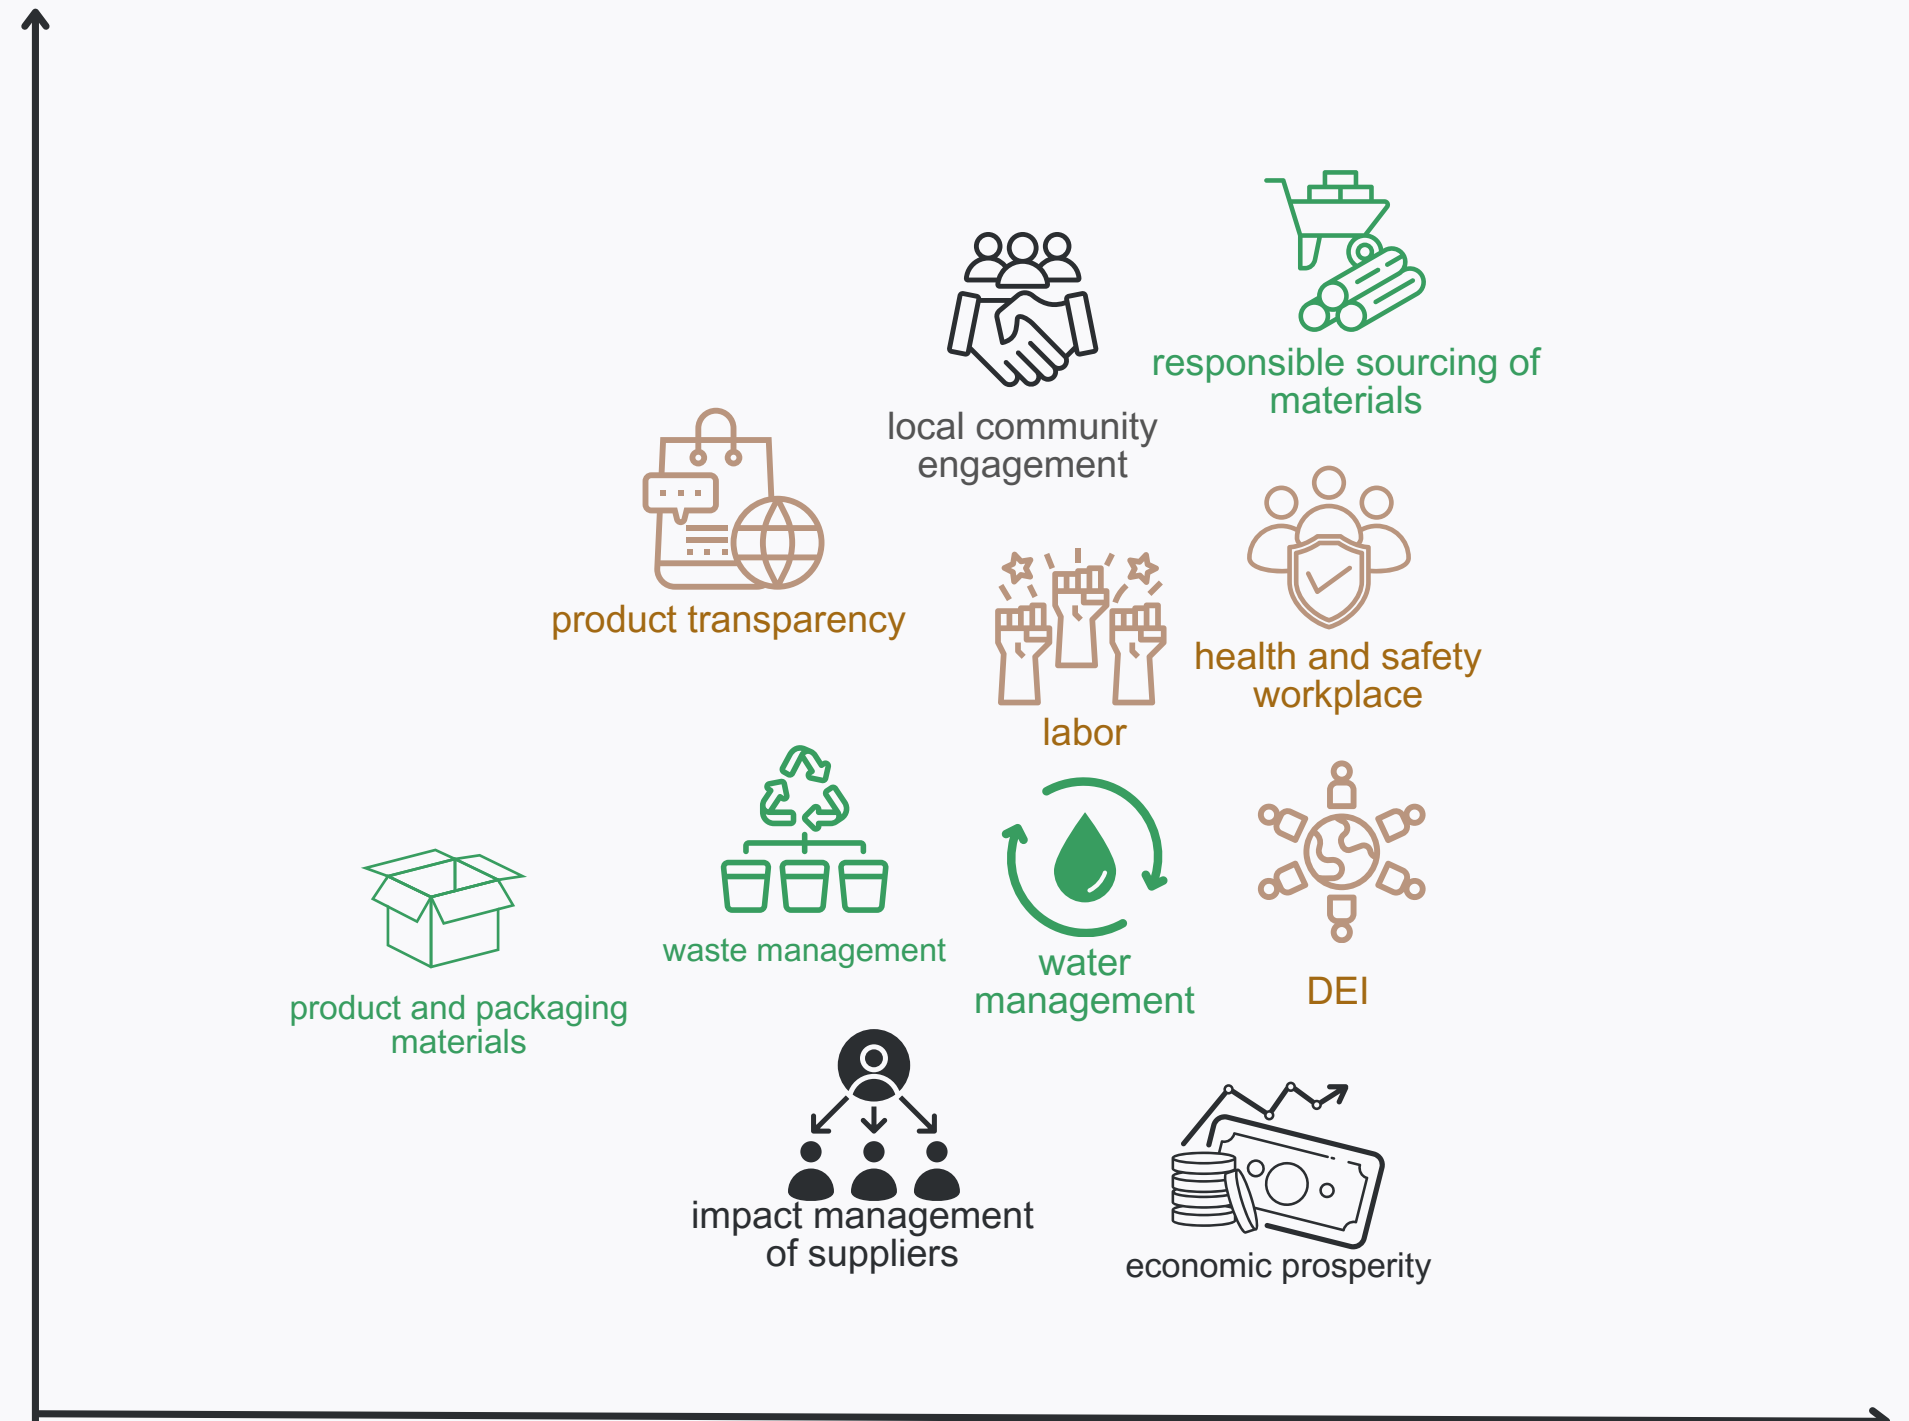 responsible sourcing of
materials
local community
engagement
product transparency
health and safety
workplace
labor
waste management
water
management
DEI
product and packaging
materials
impact management
of suppliers
economic prosperity